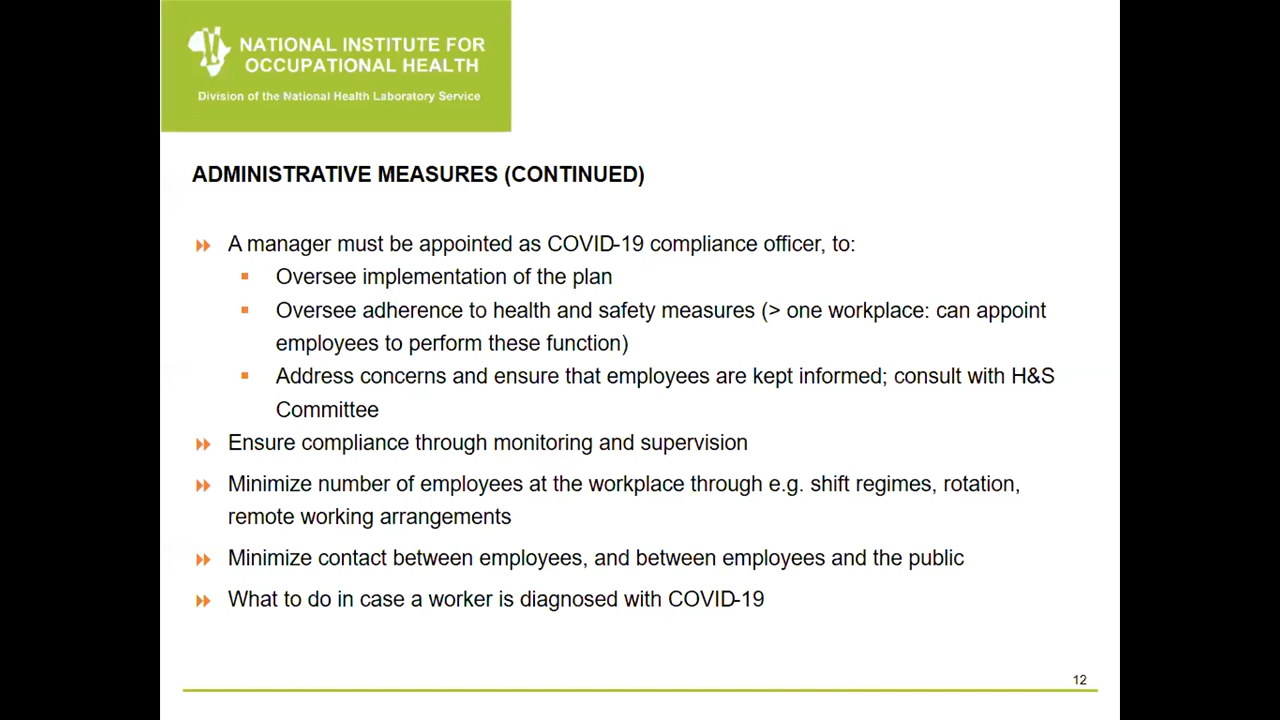 NATIONAL INSTITUTE FOR
OCCUPATIONAL HEALTH
Division of the National Health Laboratory Service
ADMINISTRATIVE MEASURES (CONTINUED)
A manager must be appointed as COVID-19 compliance officer, to:
Oversee implementation of the plan
Oversee adherence to health and safety measures (> one workplace: can appoint
employees to perform these function)
Address concerns and ensure that employees are kept informed; consult with H&S
Committee
Ensure compliance through monitoring and supervision
Minimize number of employees at the workplace through e.g. shift regimes, rotation,
remote working arrangements
Minimize contact between employees, and between employees and the public
What to do in case a worker is diagnosed with COVID-19
12